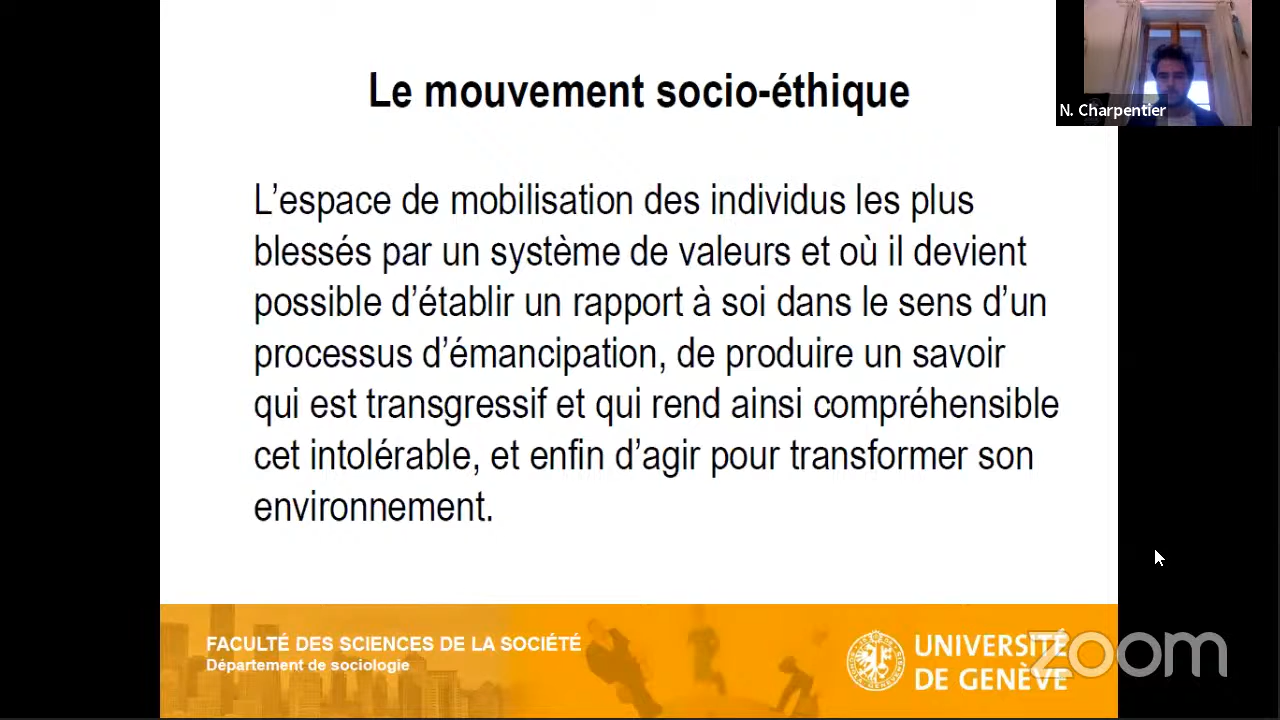 Le mouvement socio-éthique
N. Charpentier
L’espace de mobilisation des individus les plus
blessés par un système de valeurs et où il devient
possible d’établir un rapport à soi dans le sens d’un
processus d’émancipation, de produire un savoir
qui est transgressif et qui rend ainsi compréhensible
cet intolérable, et enfin d’agir pour transformer son
environnement.
FACULTÉ DES SCIENCES DE LA SOCIÉTÉ
Département de sociologie
UNIVERSITÉ
DE GENÈVE
zoom